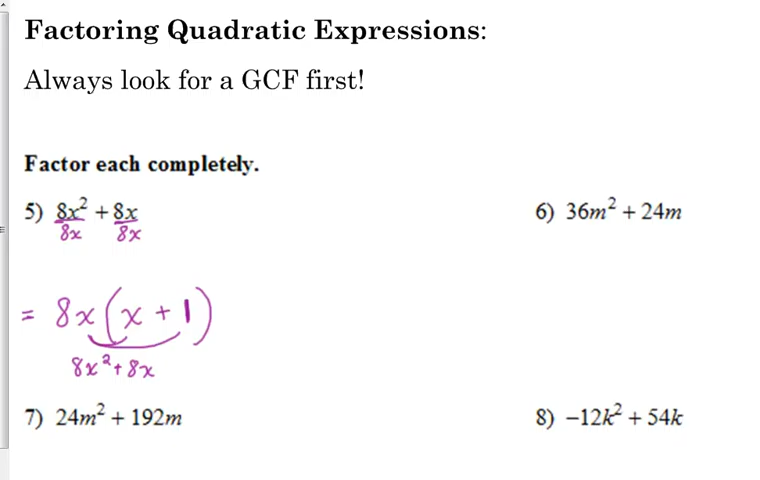 Factoring Quadratic Expressions:
Always look for a GCF first!
Factor each completely.
5) 8x² + 8x
8x 8x
= 8x(x + 1)
8x² + 8x
6) 36m² + 24m
7) 24m² + 192m
8) −12k² + 54k